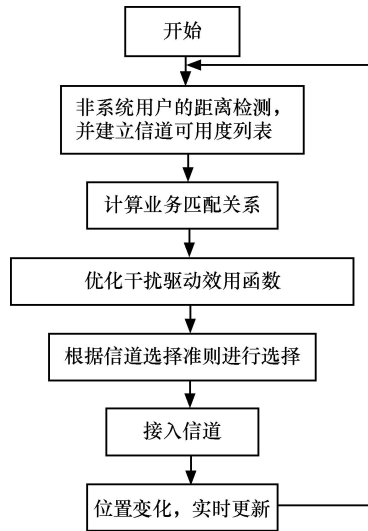 开始
非系统用户的距离检测，
并建立信道可用度列表
计算业务匹配关系
优化干扰驱动效用函数
根据信道选择准则进行选择
接入信道
位置变化，实时更新